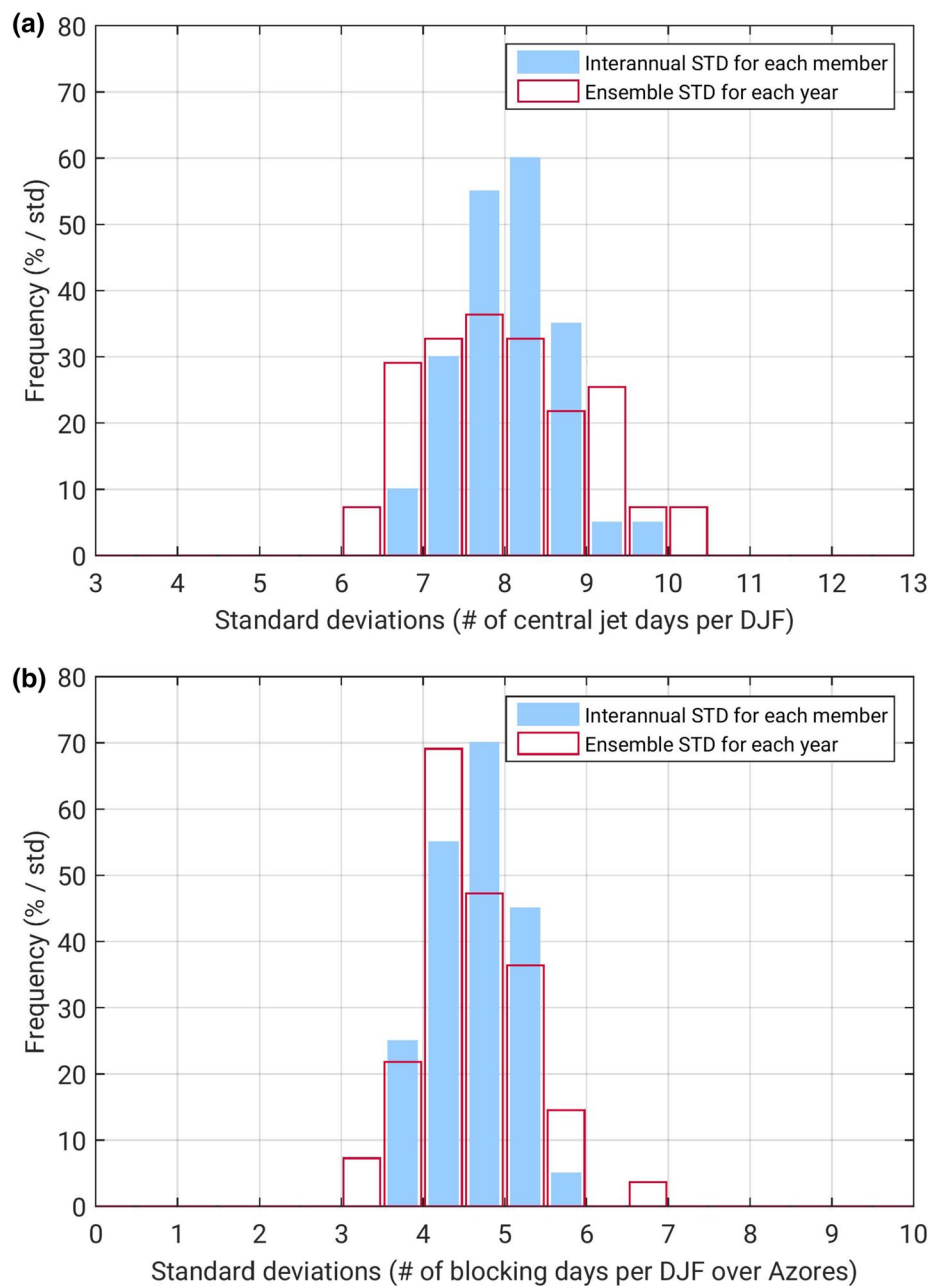 (a)
80
70
60
50
40
30
20
10
0
Frequency (% / std)
Interannual STD for each member
Ensemble STD for each year
3 4 5 6 7 8 9 10 11 12 13
Standard deviations (# of central jet days per DJF)
(b)
80
70
60
50
40
30
20
10
0
Frequency (% / std)
Interannual STD for each member
Ensemble STD for each year
0 1 2 3 4 5 6 7 8 9 10
Standard deviations (# of blocking days per DJF over Azores)